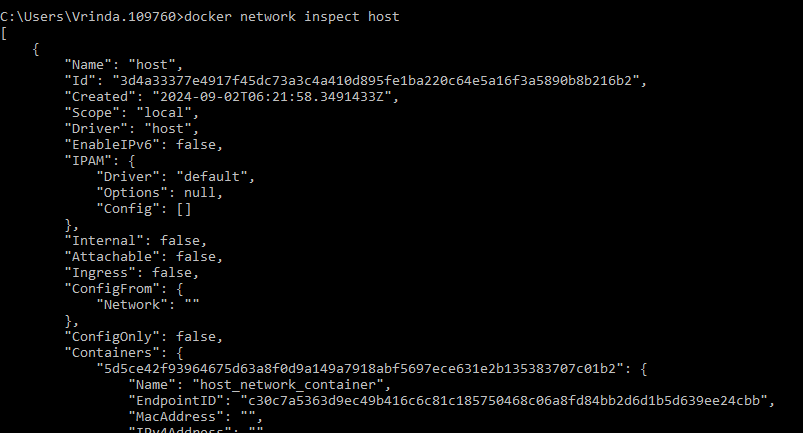 C:\Users\Vrinda.109760>docker network inspect host
[
    {
        "Name": "host",
        "Id": "3d4a33377e4917f45dc73a3c4a410d895fe1ba220c64e5a16f3a5890b8b216b2",
        "Created": "2024-09-02T06:21:58.3491433Z",
        "Scope": "local",
        "Driver": "host",
        "EnableIPv6": false,
        "IPAM": {
            "Driver": "default",
            "Options": null,
            "Config": []
        },
        "Internal": false,
        "Attachable": false,
        "Ingress": false,
        "ConfigFrom": {
            "Network": ""
        },
        "ConfigOnly": false,
        "Containers": {
            "5d5ce42f93964675d63a8f0d9a149a7918abf5697ece631e2b135383707c01b2": {
                "Name": "host_network_container",
                "EndpointID": "c30c7a5363d9ec49b416c6c81c185750468c06a8fd84bb2d6d1b5d639ee24cbb",
                "MacAddress": "",
                "IPv4Address": ""